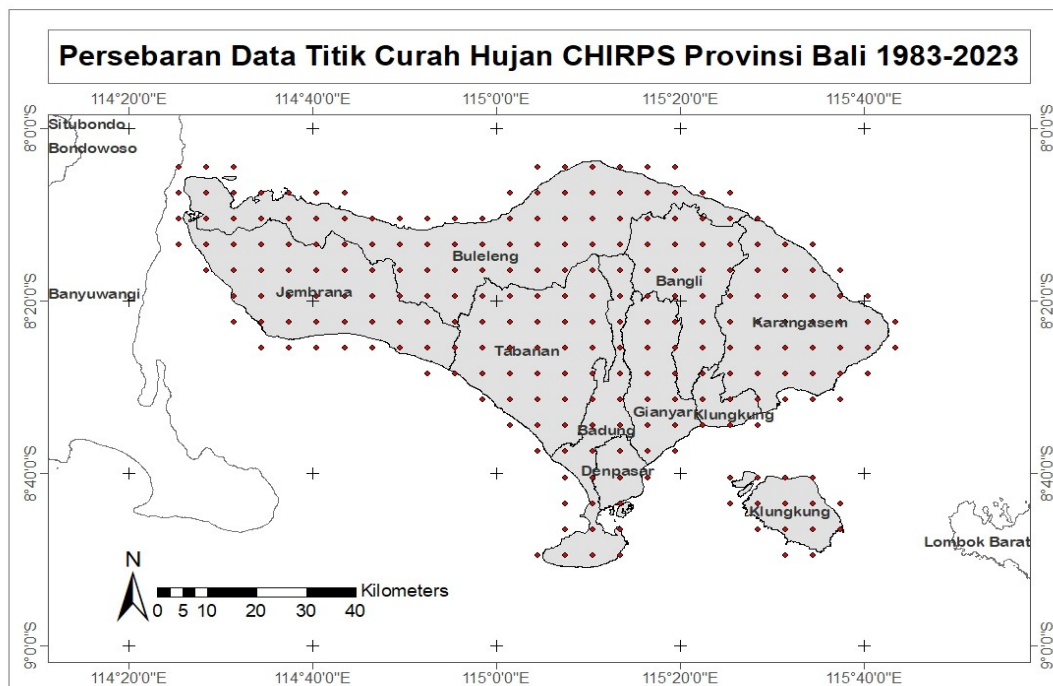 Persebaran Data Titik Curah Hujan CHIRPS Provinsi Bali 1983-2023
114°20'0"E 114°40'0"E 115°0'0"E 115°20'0"E 115°40'0"E
8°0'0"S
8°0'0"S
Situbondo
Bondowoso
Buleleng
Bangli
Banyuwangi
Jembrana
8°20'0"S
8°20'0"S
Karangasem
Tabanan
Gianyar
Klungkung
Badung
Denpasar
8°40'0"S
8°40'0"S
Klungkung
Lombok Barat
N
Kilometers
0 5 10 20 30 40
9°0'0"S
9°0'0"S
114°20'0"E 114°40'0"E 115°0'0"E 115°20'0"E 115°40'0"E